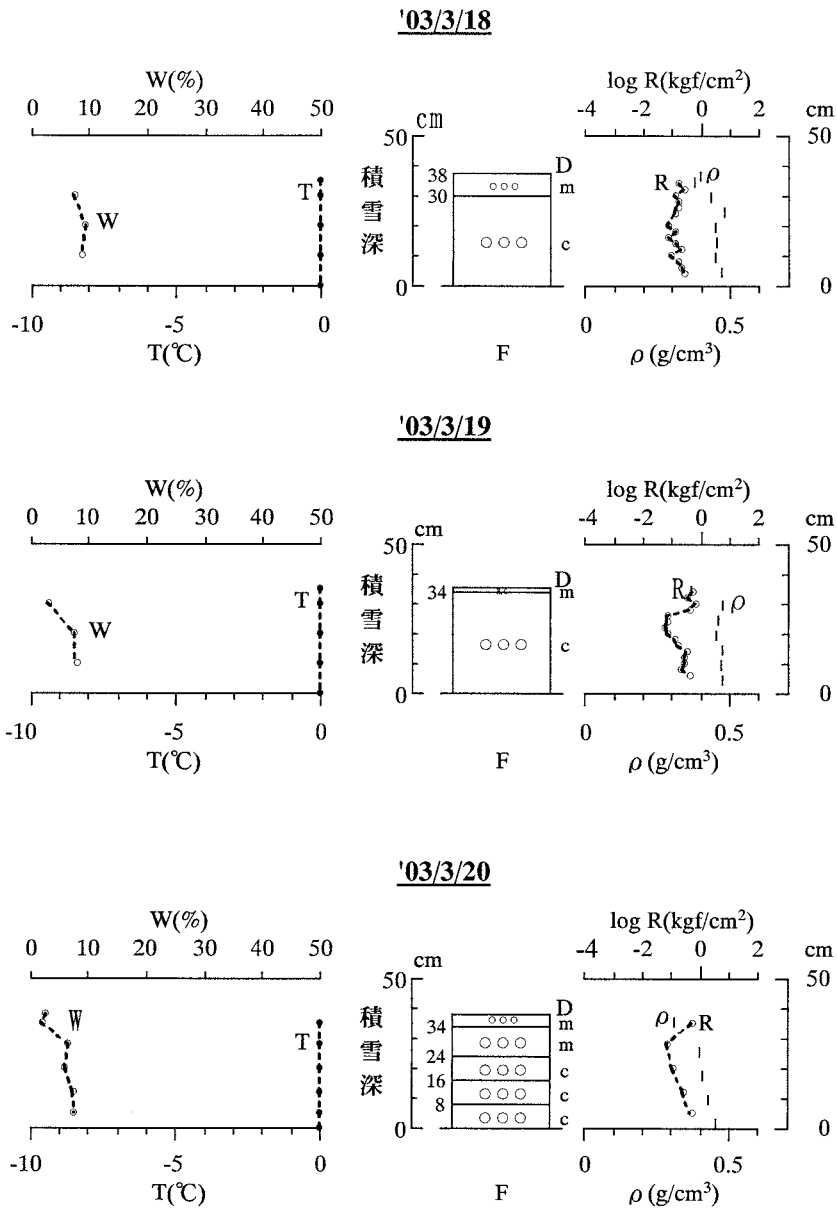 '03/3/18
W(%)
log R(kgf/cm²)
0 10 20 30 40 50
cm
-4 -2 0 2
cm
50
50
D
38
m
30
c
T
W
R
ρ
積雪深
0
0
-10 -5 0
0 0.5
T(℃)
F
ρ (g/cm³)
'03/3/19
W(%)
log R(kgf/cm²)
0 10 20 30 40 50
cm
-4 -2 0 2
cm
50
50
D
34
m
c
T
W
R
ρ
積雪深
0
0
-10 -5 0
0 0.5
T(℃)
F
ρ (g/cm³)
'03/3/20
W(%)
log R(kgf/cm²)
0 10 20 30 40 50
cm
-4 -2 0 2
cm
50
50
D
m
34
m
24
c
16
c
8
c
W
T
ρ
R
積雪深
0
0
-10 -5 0
0 0.5
T(℃)
F
ρ (g/cm³)